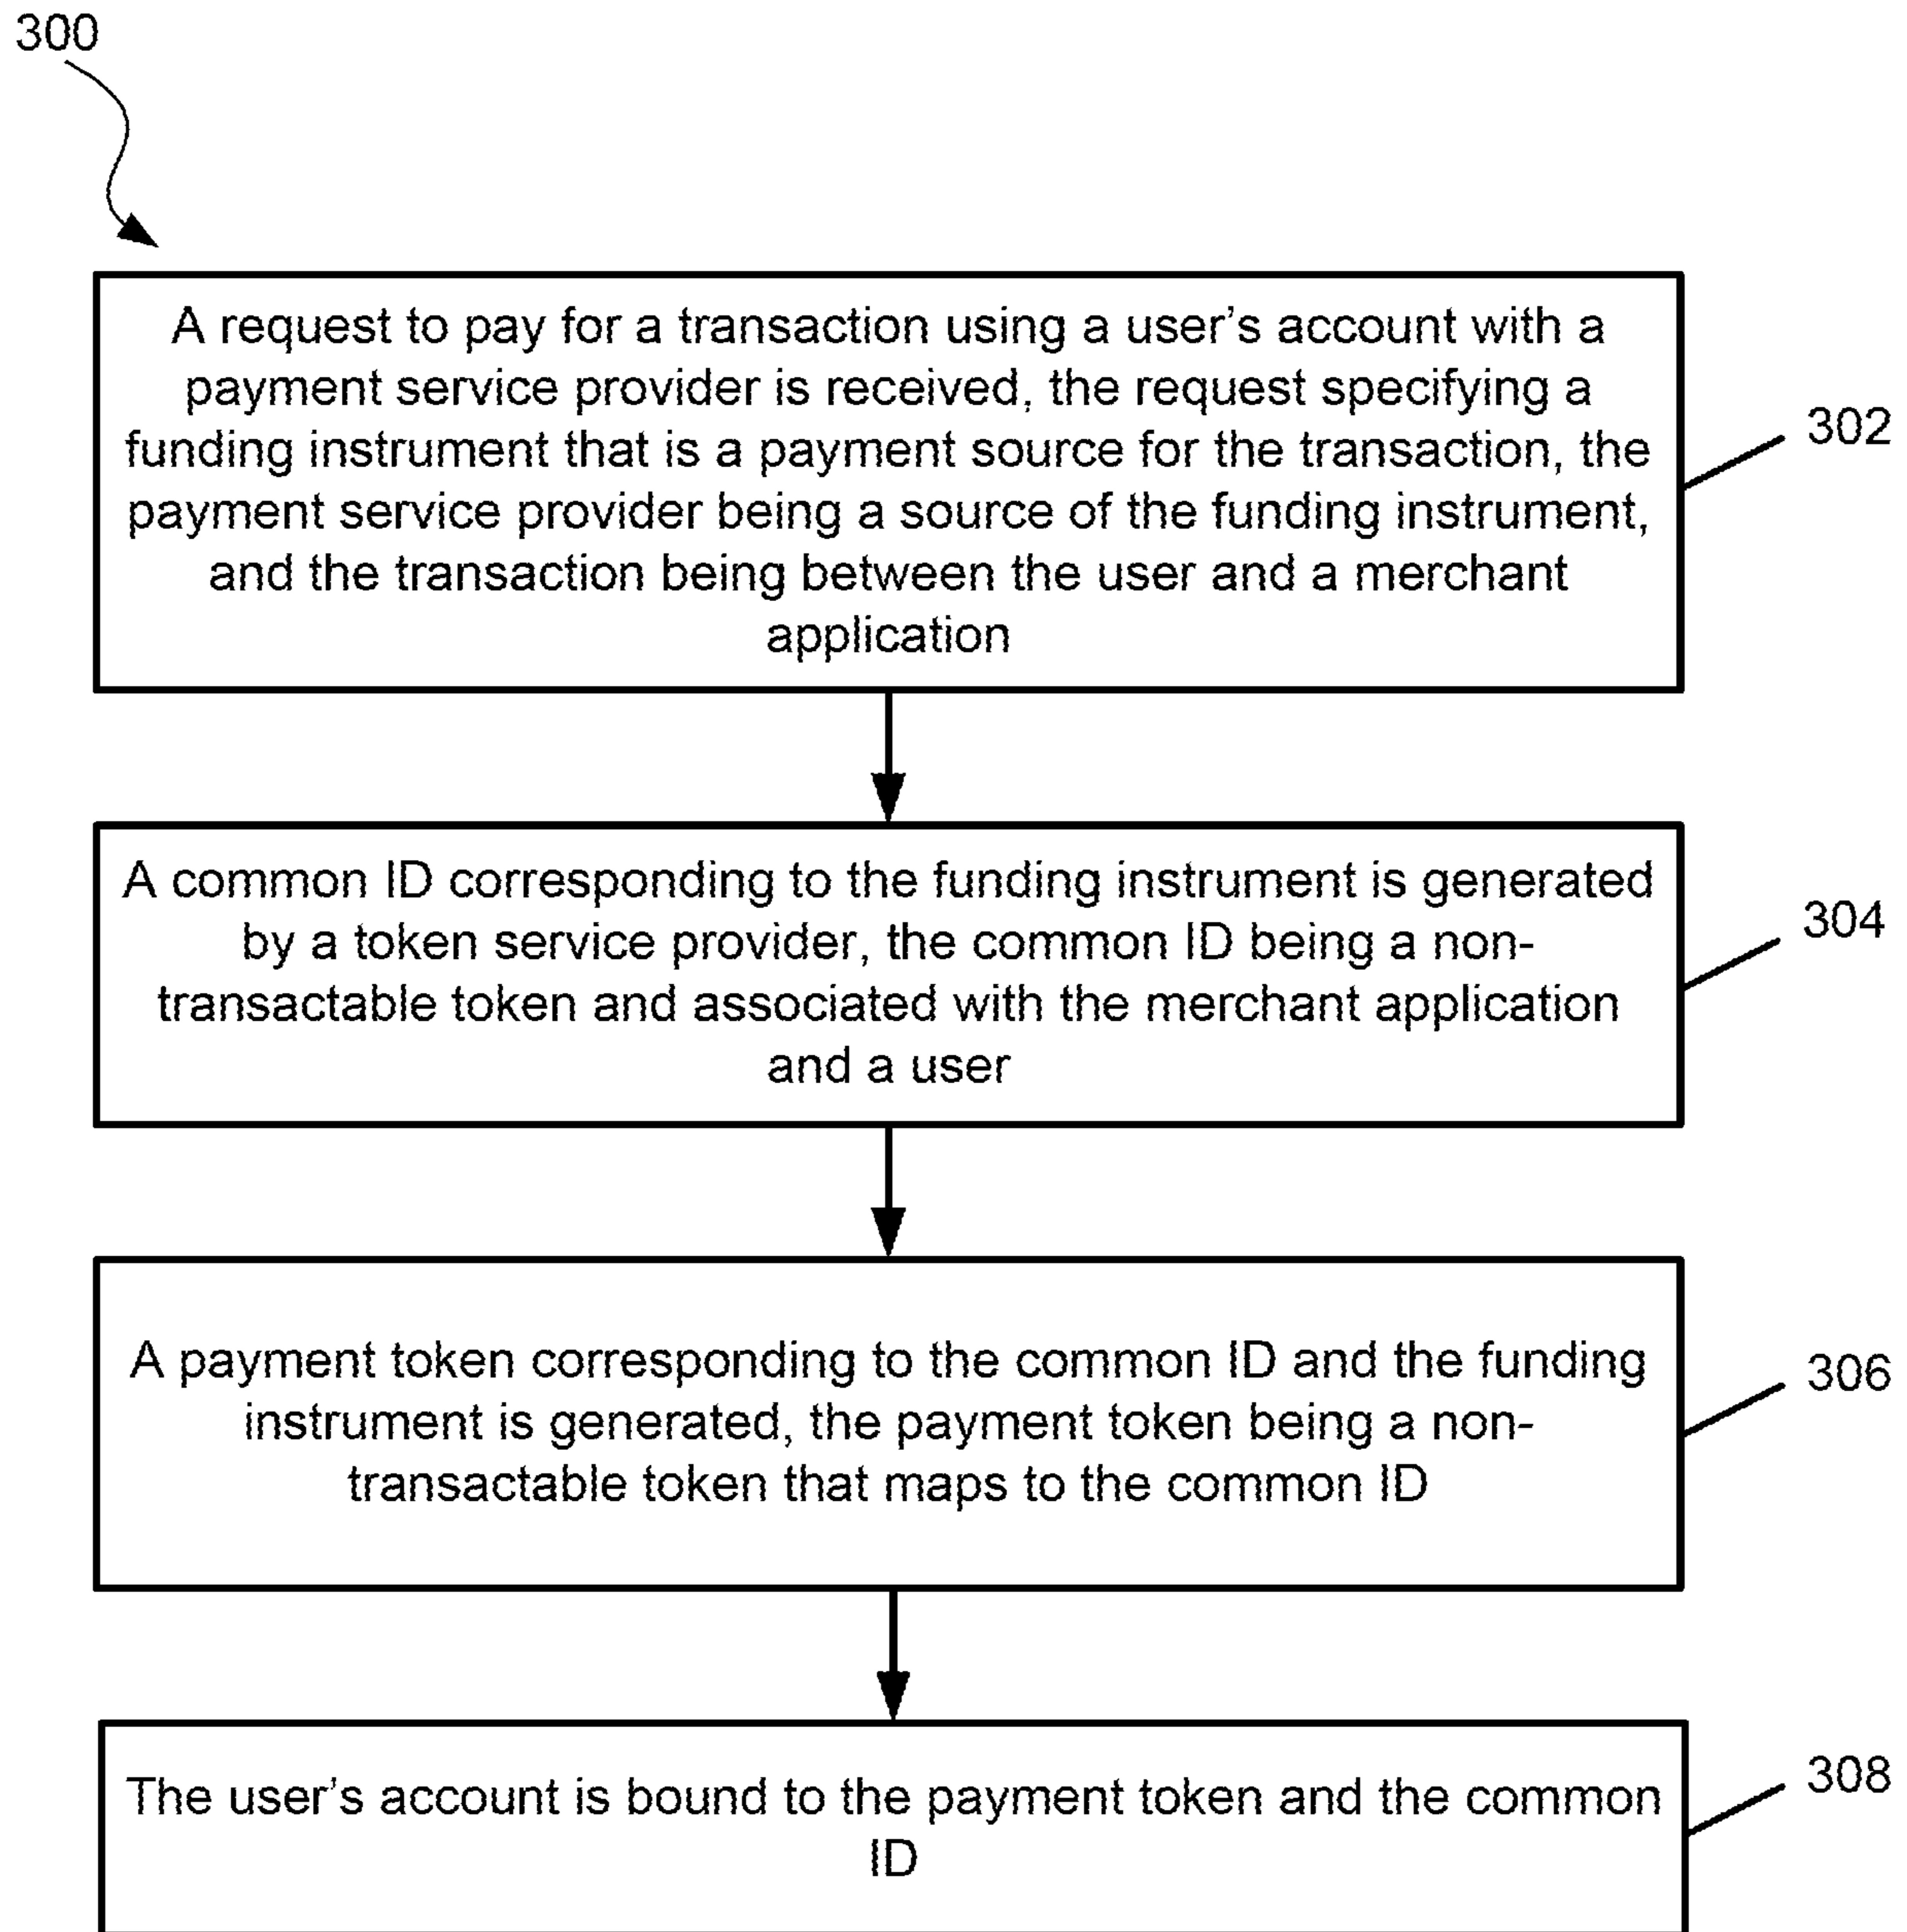 300
A request to pay for a transaction using a user's account with a
payment service provider is received, the request specifying a
funding instrument that is a payment source for the transaction, the
payment service provider being a source of the funding instrument,
and the transaction being between the user and a merchant
application
302
A common ID corresponding to the funding instrument is generated
by a token service provider, the common ID being a non-
transactable token and associated with the merchant application
and a user
304
A payment token corresponding to the common ID and the funding
instrument is generated, the payment token being a non-
transactable token that maps to the common ID
306
The user's account is bound to the payment token and the common
ID
308